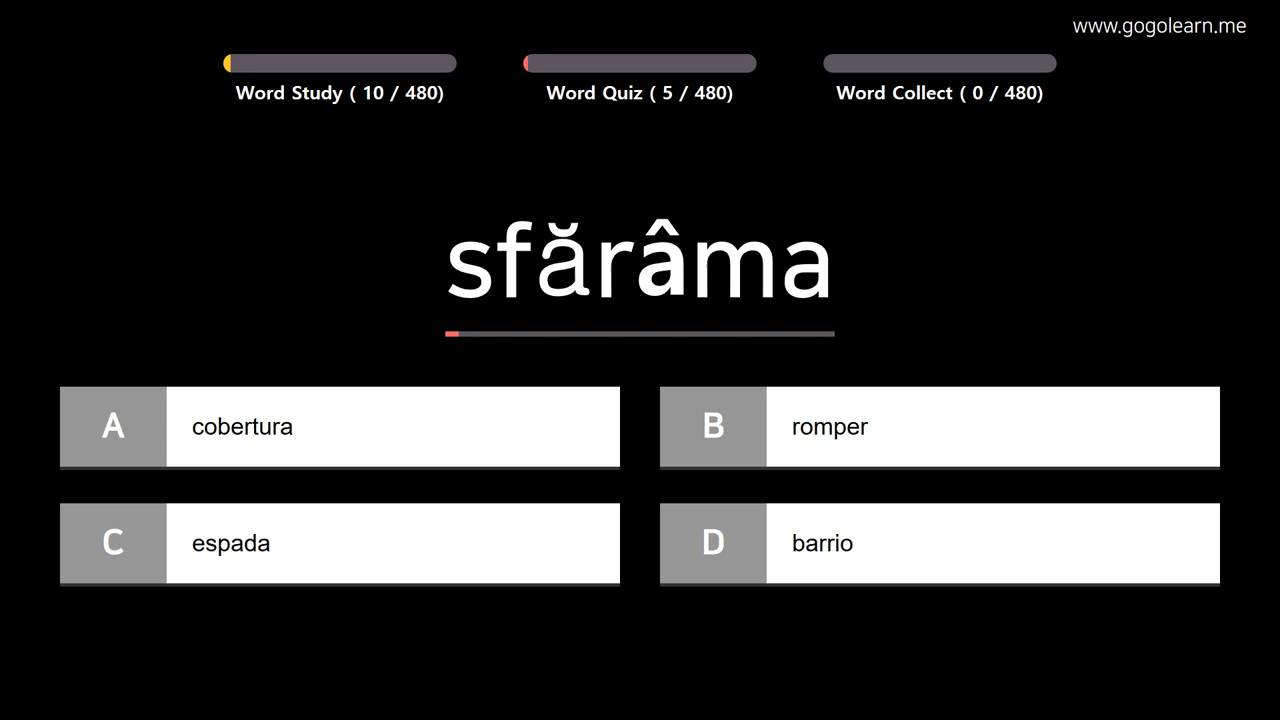 www.gogolearn.me
Word Study ( 10 / 480)
Word Quiz ( 5 / 480)
Word Collect ( 0 / 480)
sfărâma
A cobertura
B romper
C espada
D barrio